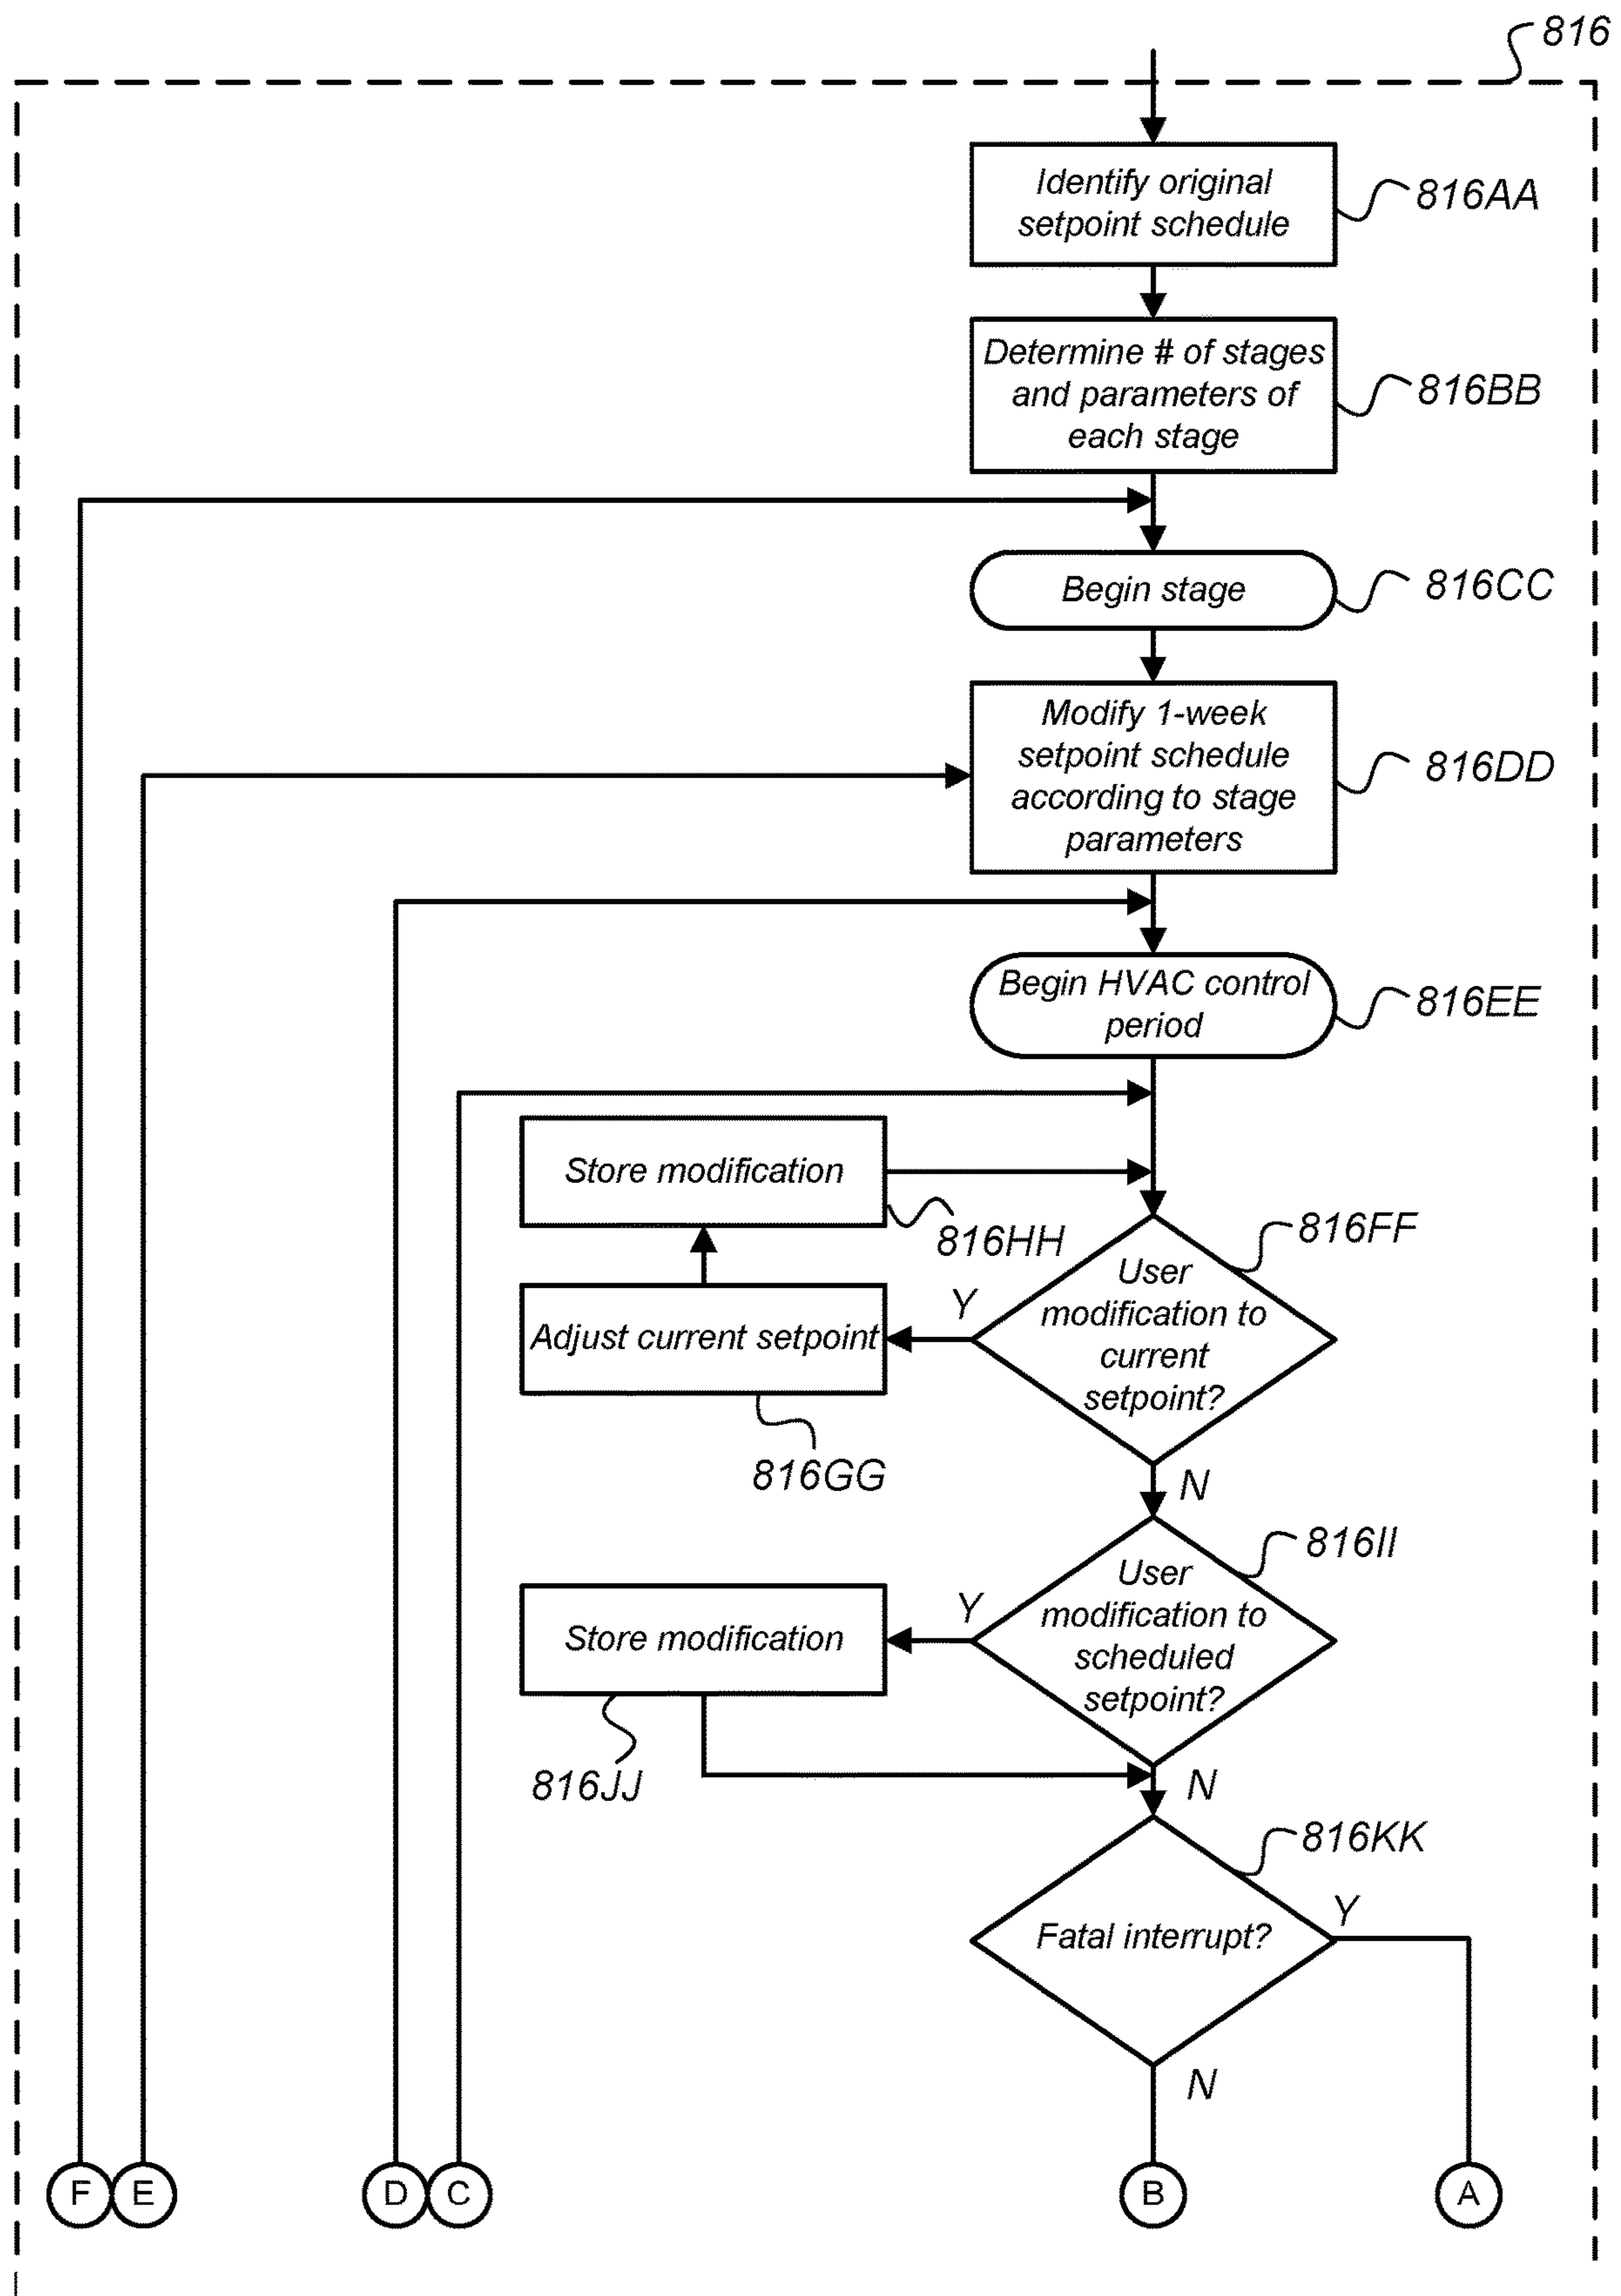 816
Identify original
setpoint schedule
816AA
Determine # of stages
and parameters of
each stage
816BB
Begin stage
816CC
Modify 1-week
setpoint schedule
according to stage
parameters
816DD
Begin HVAC control
period
816EE
Store modification
816HH
816FF
User
modification to
current
setpoint?
Y
Adjust current setpoint
816GG
N
816II
User
modification to
scheduled
setpoint?
Y
Store modification
816JJ
N
816KK
Fatal interrupt?
Y
N
F
E
D
C
B
A